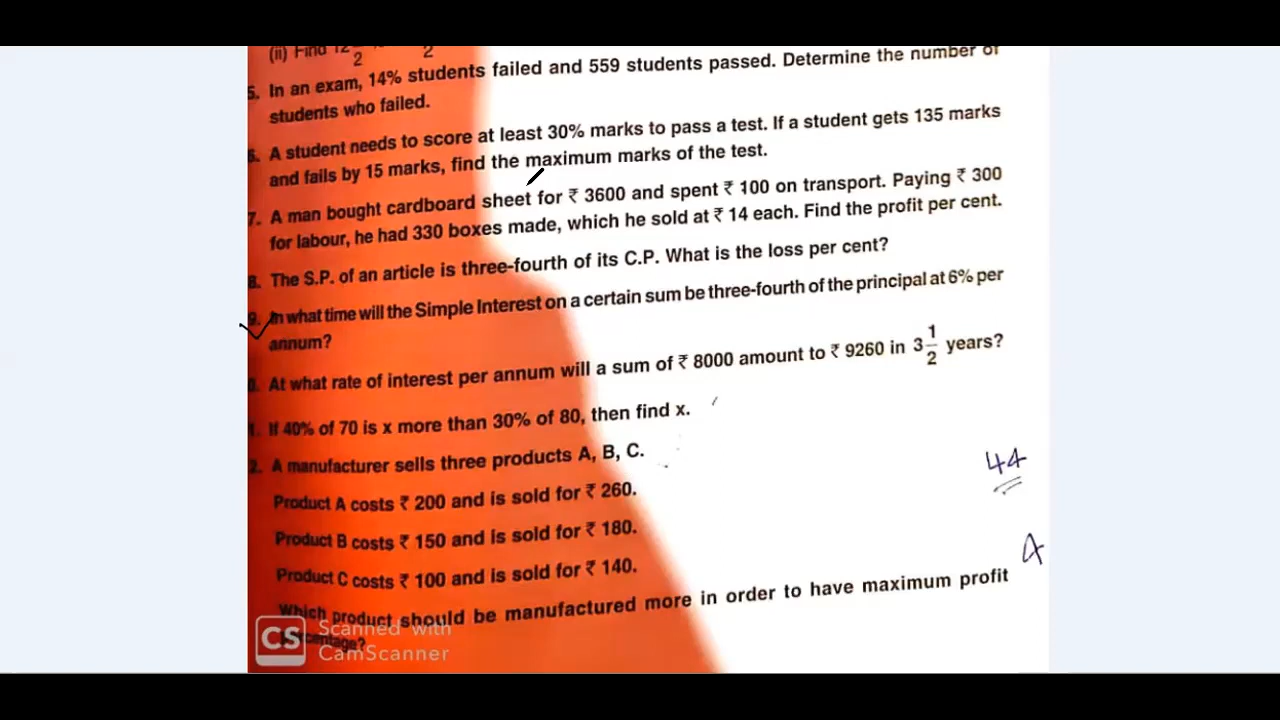 (ii) Find 12 1/2
5. In an exam, 14% students failed and 559 students passed. Determine the number of
students who failed.
6. A student needs to score at least 30% marks to pass a test. If a student gets 135 marks
and fails by 15 marks, find the maximum marks of the test.
7. A man bought cardboard sheet for ₹ 3600 and spent ₹ 100 on transport. Paying ₹ 300
for labour, he had 330 boxes made, which he sold at ₹ 14 each. Find the profit per cent.
8. The S.P. of an article is three-fourth of its C.P. What is the loss per cent?
9. In what time will the Simple Interest on a certain sum be three-fourth of the principal at 6% per
annum?
0. At what rate of interest per annum will a sum of ₹ 8000 amount to ₹ 9260 in 3 1/2 years?
1. If 40% of 70 is x more than 30% of 80, then find x.
2. A manufacturer sells three products A, B, C.
44
Product A costs ₹ 200 and is sold for ₹ 260.
Product B costs ₹ 150 and is sold for ₹ 180.
Product C costs ₹ 100 and is sold for ₹ 140.
Which product should be manufactured more in order to have maximum profit
percentage?
CS Scanned with
CamScanner